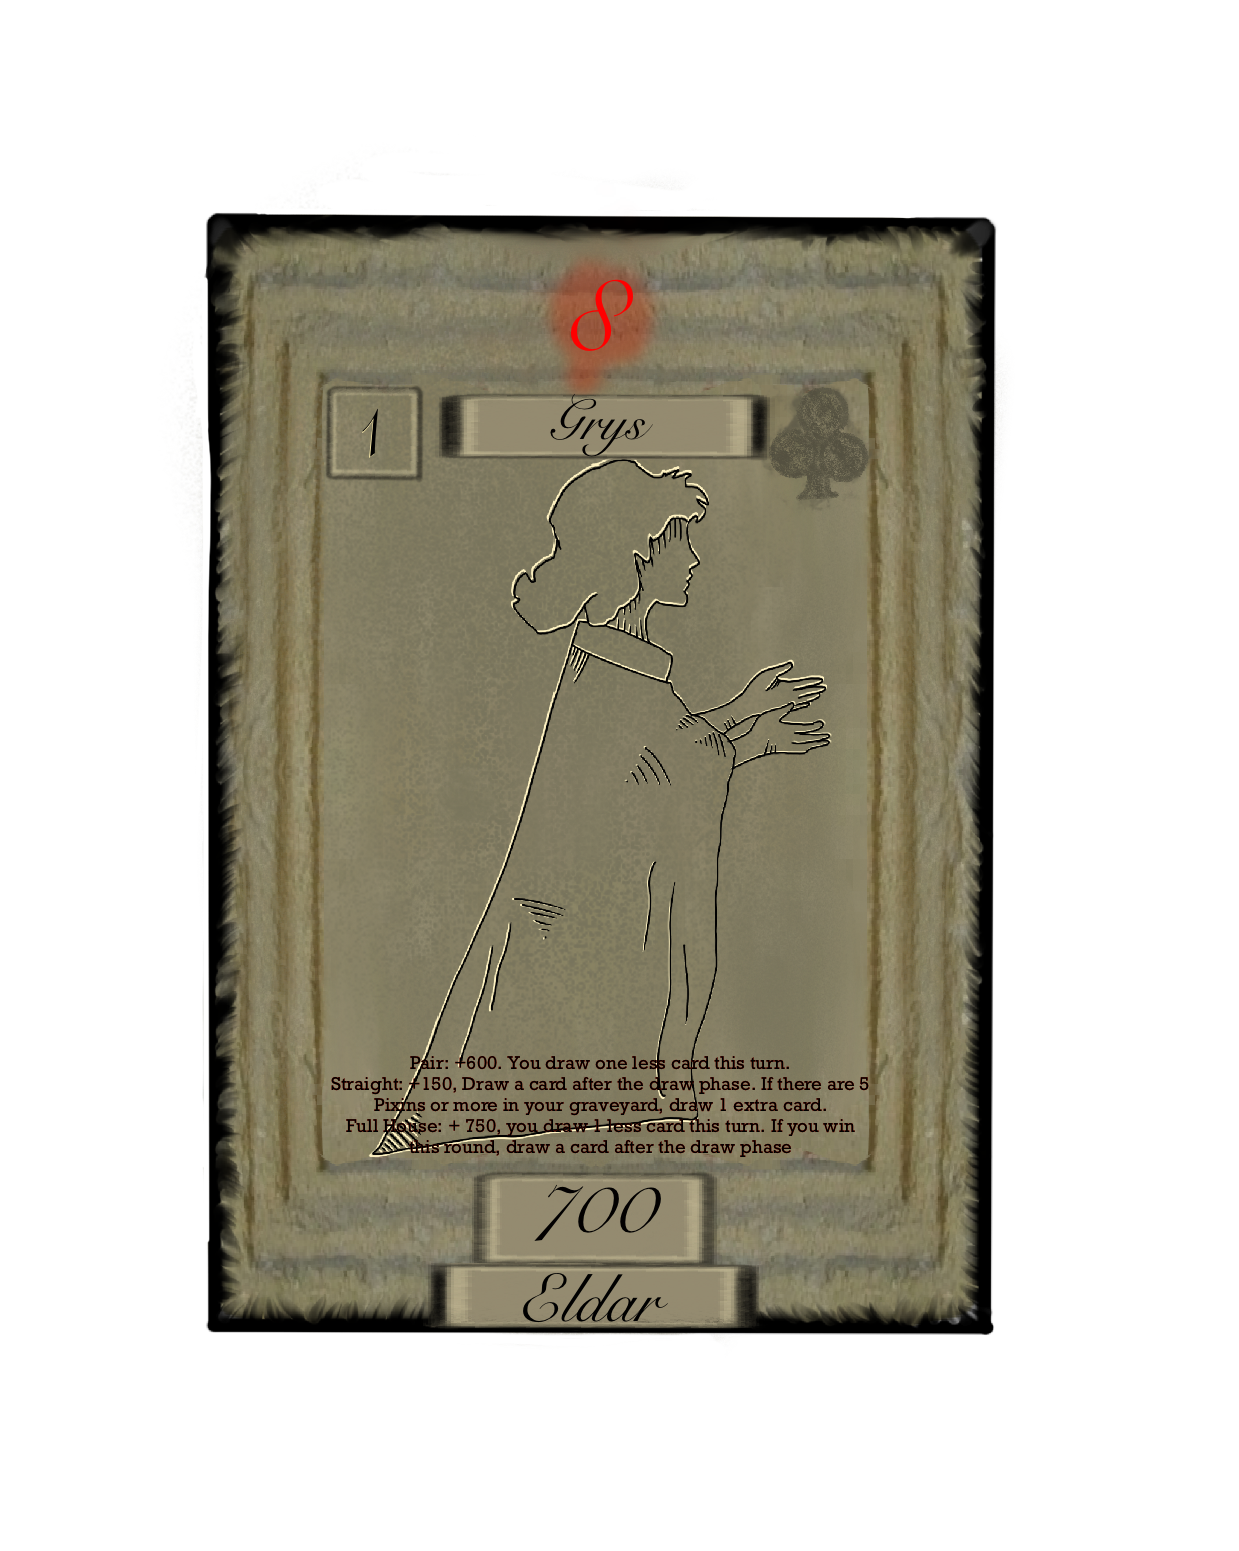 8
1
Grys
Pair: +600. You draw one less card this turn.
Straight: +150, Draw a card after the draw phase. If there are 5
Pixins or more in your graveyard, draw 1 extra card.
Full House: + 750, you draw 1 less card this turn. If you win
this round, draw a card after the draw phase
700
Eldar